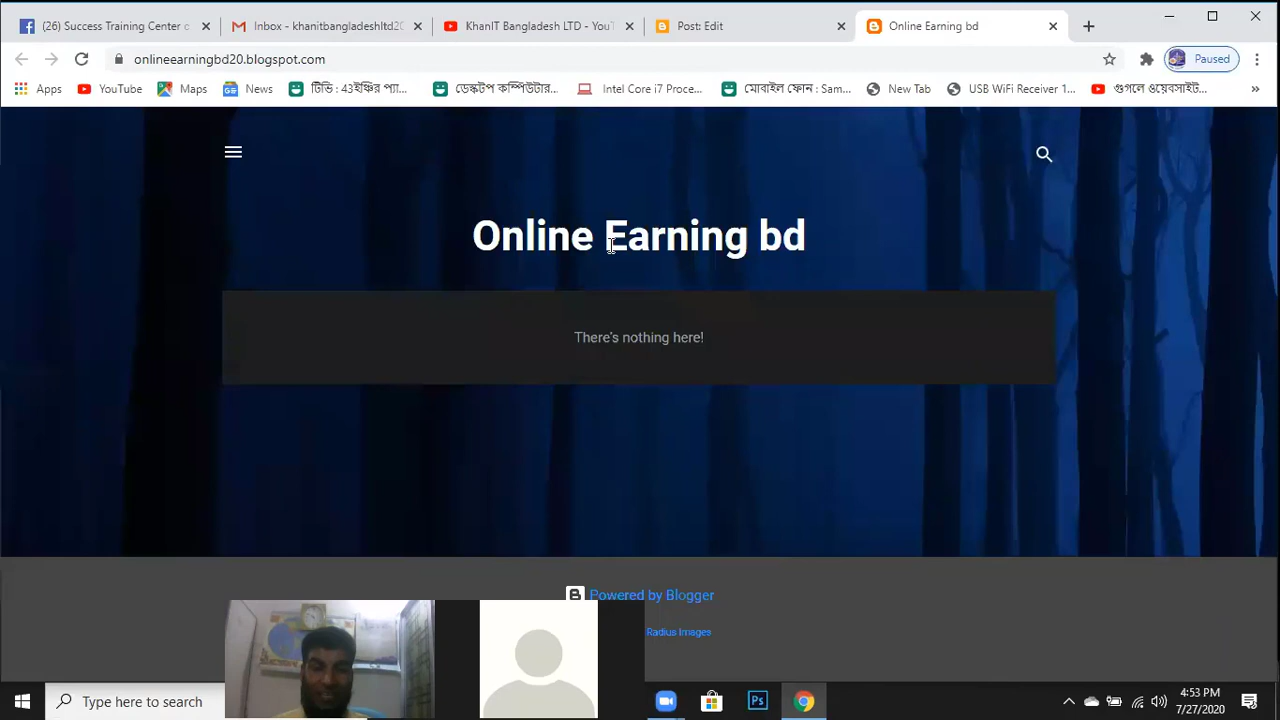 (26) Success Training Center o
Inbox - khanitbangladeshltd20
KhanIT Bangladesh LTD - YouT
Post: Edit
Online Earning bd
onlineearningbd20.blogspot.com
Paused
Apps
YouTube
Maps
News
টিভি : 43ইঞ্চির প্যা...
ডেস্কটপ কম্পিউটার...
Intel Core i7 Proce...
মোবাইল ফোন : Sam...
New Tab
USB WiFi Receiver 1...
গুগলে ওয়েবসাইট...
»
Online Earning bd
There's nothing here!
Powered by Blogger
Radius Images
Type here to search
Ps
4:53 PM
7/27/2020